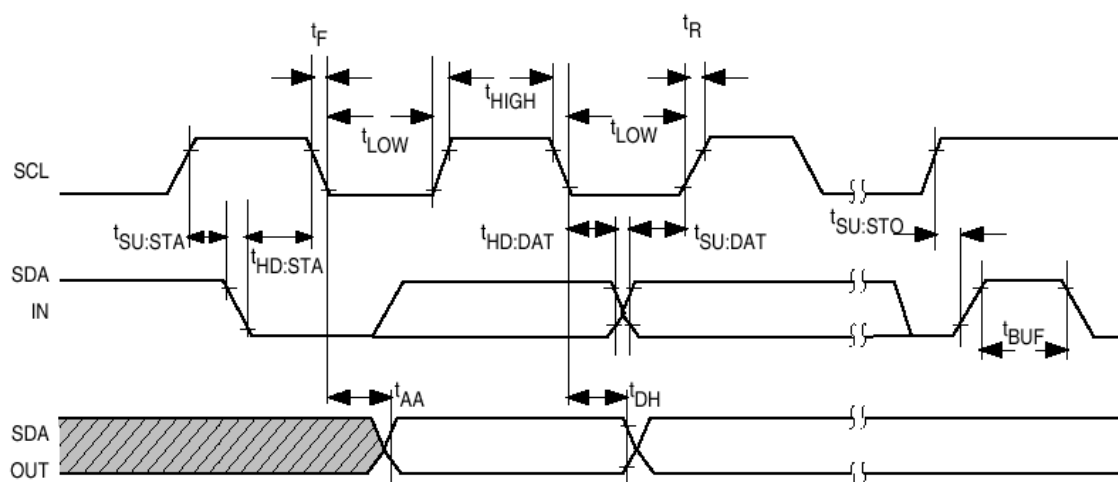 tF
tR
tHIGH
tLOW
tLOW
SCL
tSU:STA
tHD:STA
tHD:DAT
tSU:DAT
tSU:STO
SDA
IN
tBUF
tAA
tDH
SDA
OUT